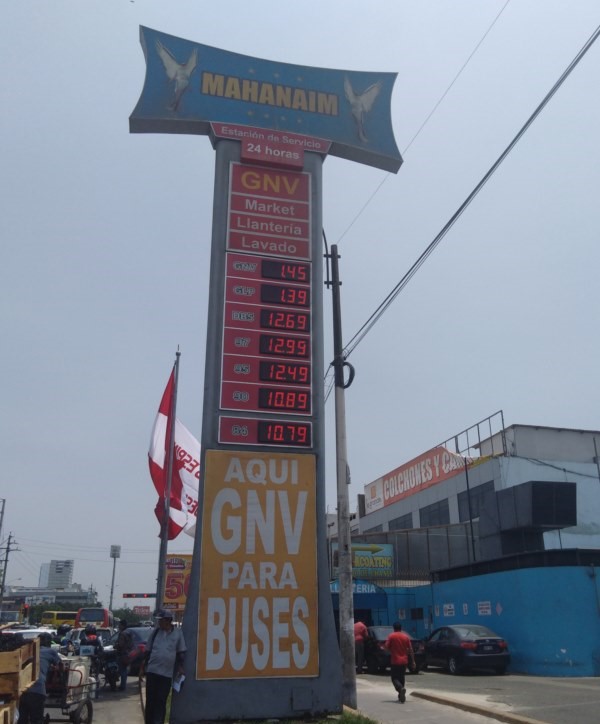 MAHANAIM
Estación de Servicio
24 horas
GNV
Market
Llantería
Lavado
1.45
1.39
12.69
12.99
12.49
10.89
10.79
AQUI
GNV
PARA
BUSES
COLCHONES Y